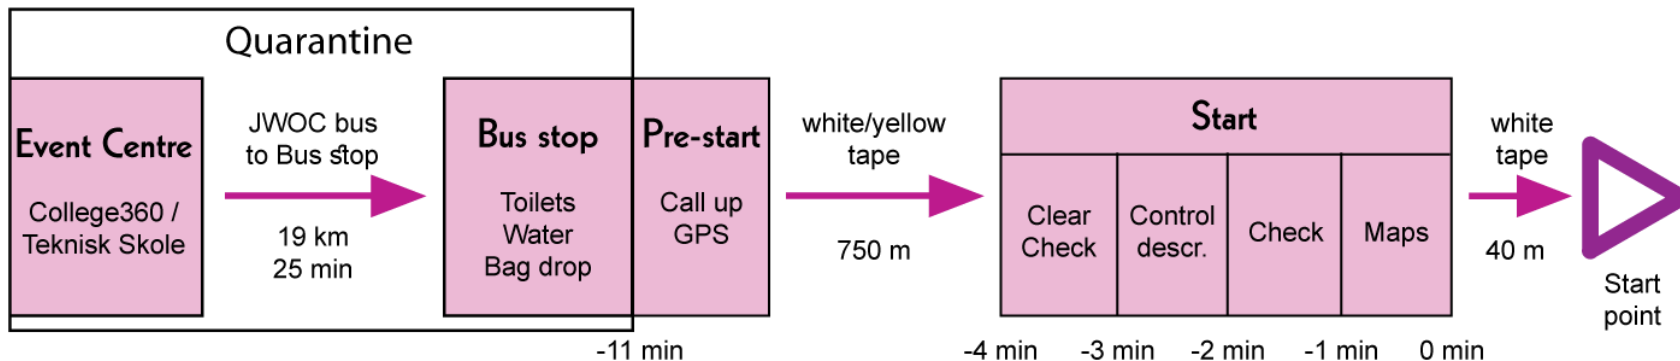 Quarantine
Event Centre
College360 /
Teknisk Skole
JWOC bus
to Bus stop
19 km
25 min
Bus stop
Toilets
Water
Bag drop
Pre-start
Call up
GPS
-11 min
white/yellow
tape
750 m
Start
Clear
Check
Control
descr.
Check
Maps
-4 min
-3 min
-2 min
-1 min
0 min
white
tape
40 m
Start
point